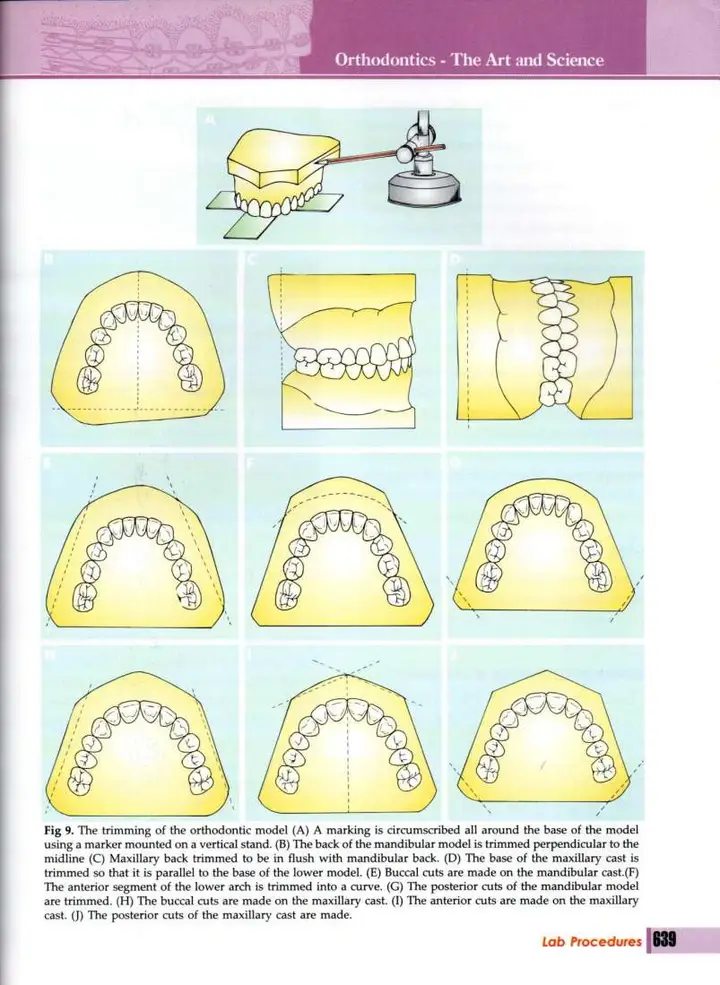 Orthodontics - The Art and Science
A
B
C
D
E
F
G
H
I
J
Fig 9. The trimming of the orthodontic model (A) A marking is circumscribed all around the base of the model
using a marker mounted on a vertical stand. (B) The back of the mandibular model is trimmed perpendicular to the
midline (C) Maxillary back trimmed to be in flush with mandibular back. (D) The base of the maxillary cast is
trimmed so that it is parallel to the base of the lower model. (E) Buccal cuts are made on the mandibular cast.(F)
The anterior segment of the lower arch is trimmed into a curve. (G) The posterior cuts of the mandibular model
are trimmed. (H) The buccal cuts are made on the maxillary cast. (I) The anterior cuts are made on the maxillary
cast. (J) The posterior cuts of the maxillary cast are made.
Lab Procedures 639